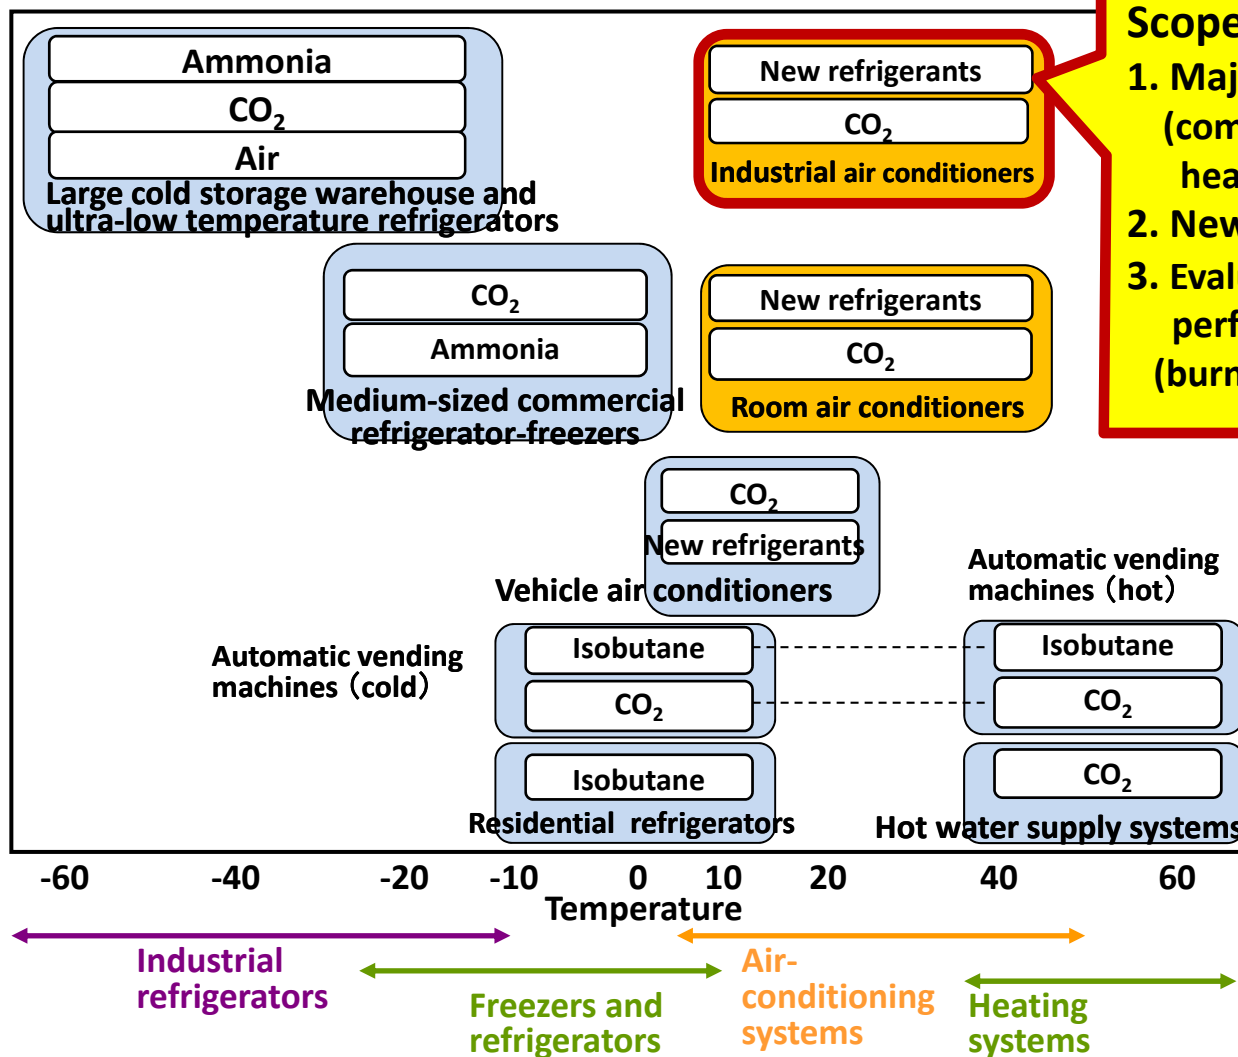 Ammonia
CO2
Air
Large cold storage warehouse and
ultra-low temperature refrigerators
New refrigerants
CO2
Industrial air conditioners
Scope
1. Maj
(com
hea
2. New
3. Evalu
perf
(burn
CO2
Ammonia
Medium-sized commercial
refrigerator-freezers
New refrigerants
CO2
Room air conditioners
CO2
New refrigerants
Vehicle air conditioners
Automatic vending
machines（hot）
Automatic vending
machines（cold）
Isobutane
CO2
Isobutane
CO2
Isobutane
Residential refrigerators
CO2
Hot water supply systems
-60 -40 -20 -10 0 10 20 40 60
Temperature
Industrial
refrigerators
Freezers and
refrigerators
Air-
conditioning
systems
Heating
systems